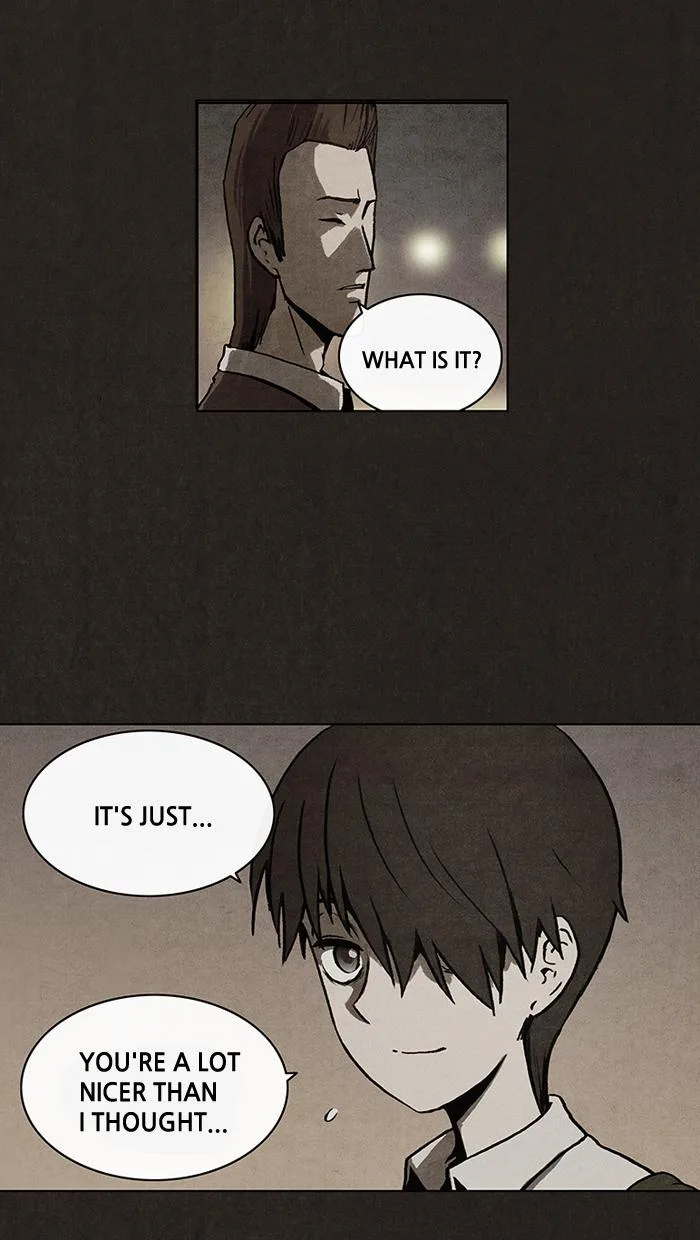 WHAT IS IT?
IT'S JUST...
YOU'RE A LOT
NICER THAN
I THOUGHT...